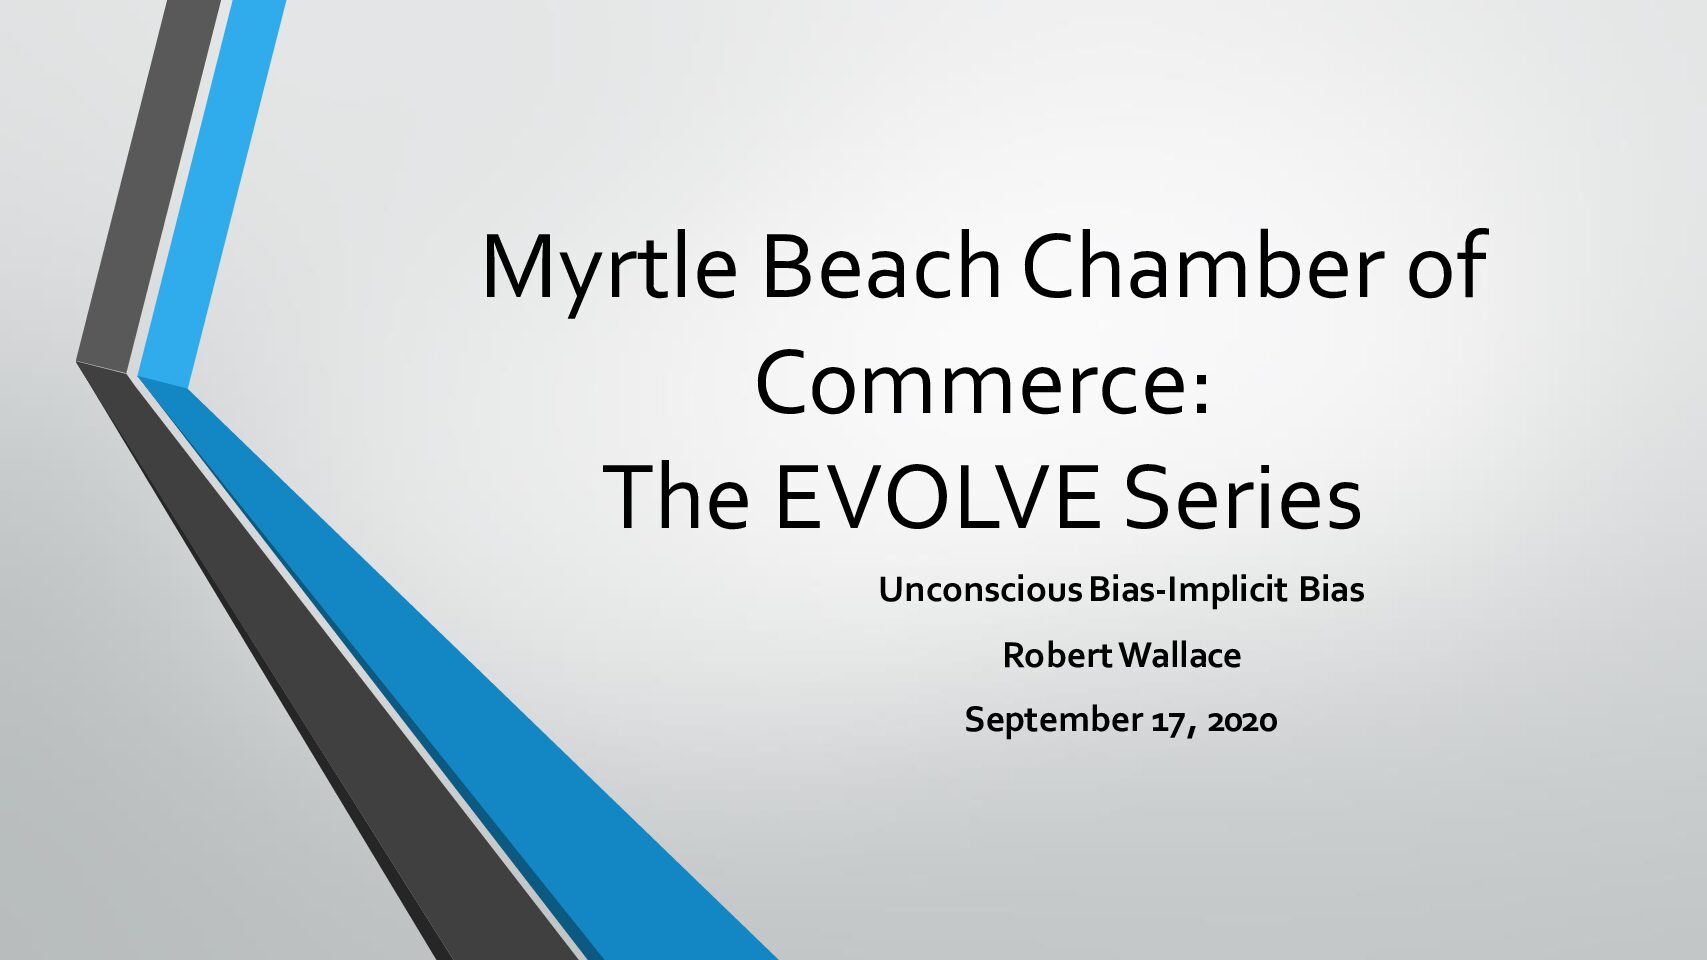 Myrtle Beach Chamber of
Commerce:
The EVOLVE Series
Unconscious Bias-Implicit Bias
Robert Wallace
September 17, 2020